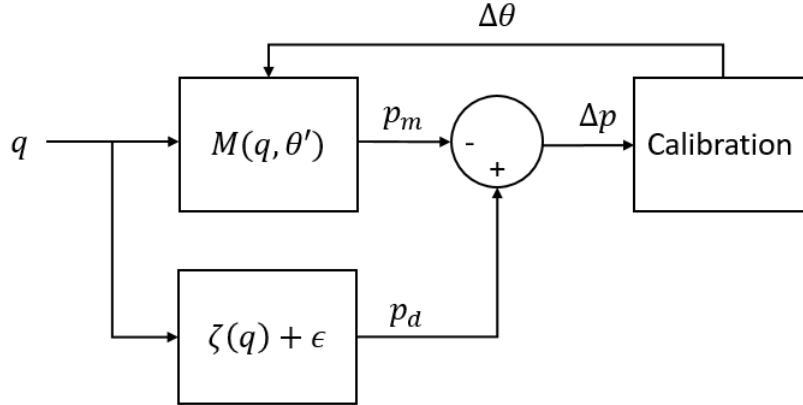 Δθ
q
M(q, θ′)
p_m
-
+
Δp
Calibration
ζ(q) + ϵ
p_d